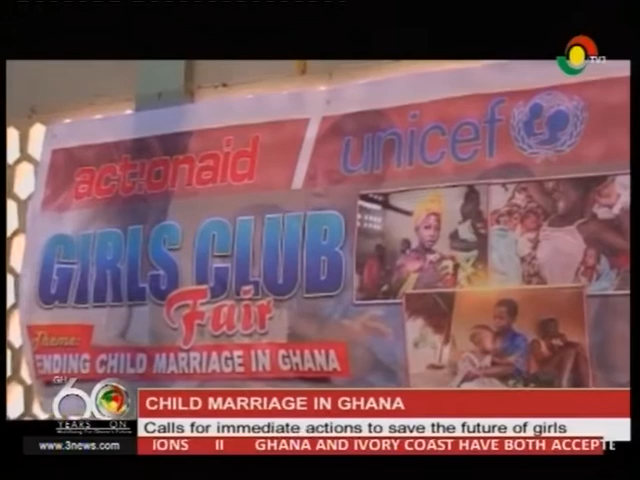 TV3
actionaid
unicef
GIRLS CLUB
Fair
Theme:
ENDING CHILD MARRIAGE IN GHANA
GH
60
YEARS ON
CHILD MARRIAGE IN GHANA
Calls for immediate actions to save the future of girls
www.3news.com
IONS II GHANA AND IVORY COAST HAVE BOTH ACCEPTE